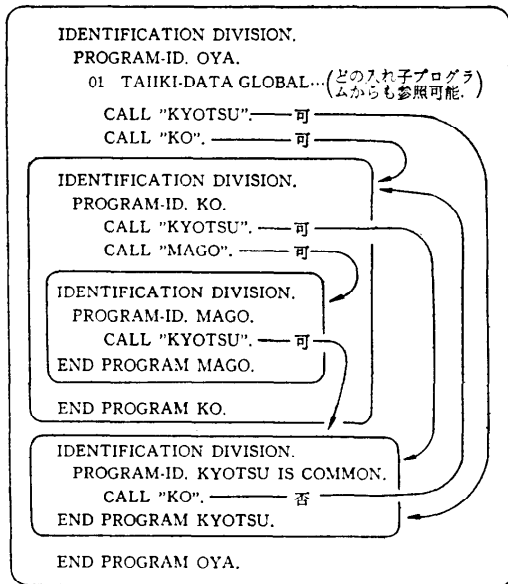 IDENTIFICATION DIVISION.
PROGRAM-ID. OYA.
01 TAIIKI-DATA GLOBAL…(どの入れ子プログラ
ムからも参照可能.)
CALL "KYOTSU". 可
CALL "KO". 可
IDENTIFICATION DIVISION.
PROGRAM-ID. KO.
CALL "KYOTSU". 可
CALL "MAGO". 可
IDENTIFICATION DIVISION.
PROGRAM-ID. MAGO.
CALL "KYOTSU". 可
END PROGRAM MAGO.
END PROGRAM KO.
IDENTIFICATION DIVISION.
PROGRAM-ID. KYOTSU IS COMMON.
CALL "KO". 否
END PROGRAM KYOTSU.
END PROGRAM OYA.